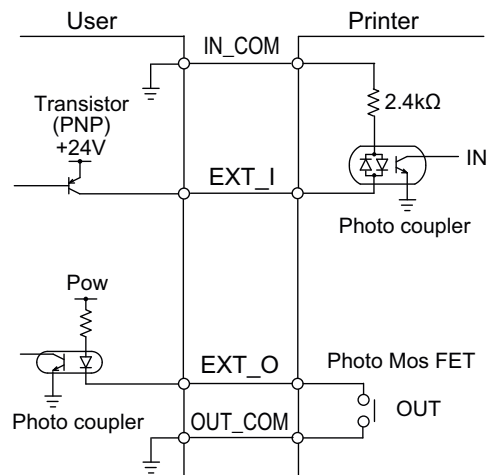 User
Printer
IN_COM
Transistor
(PNP)
+24V
2.4kΩ
IN
EXT_I
Photo coupler
Pow
EXT_O
Photo Mos FET
Photo coupler
OUT_COM
OUT